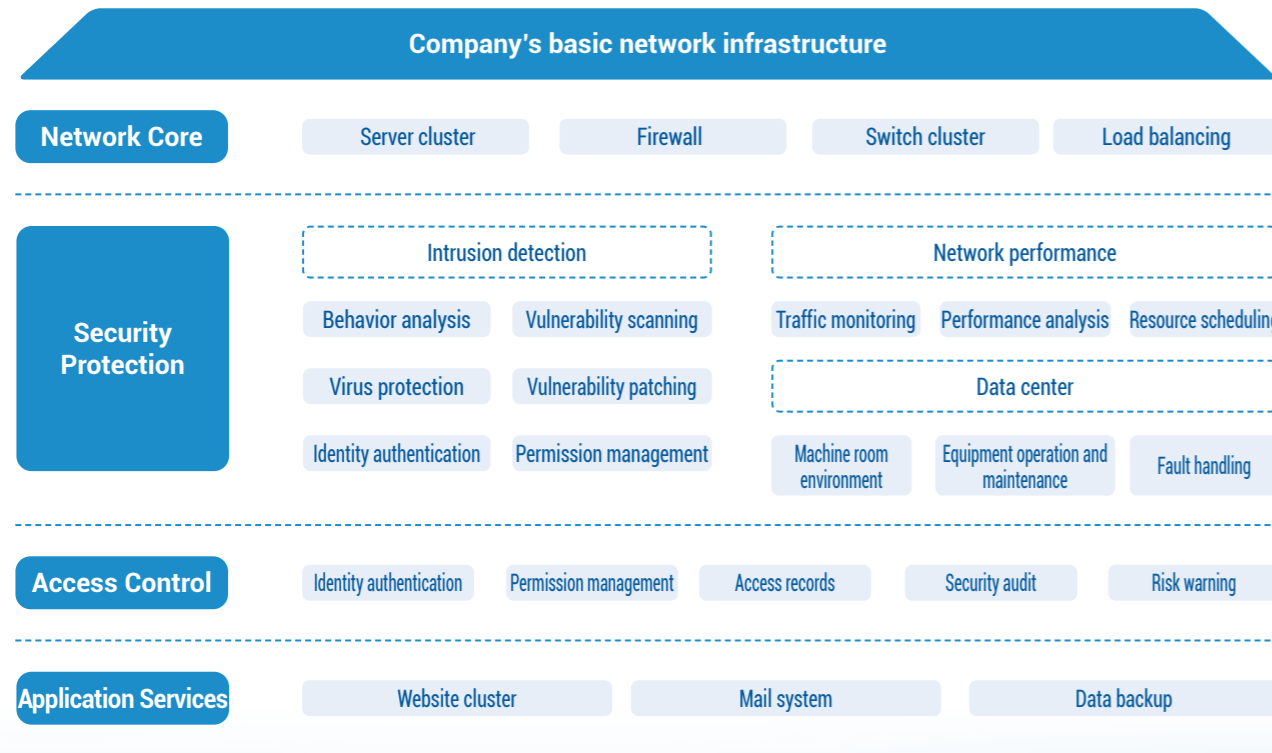 Company's basic network infrastructure
Network Core
Server cluster
Firewall
Switch cluster
Load balancing
Security
Protection
Intrusion detection
Behavior analysis
Vulnerability scanning
Virus protection
Vulnerability patching
Identity authentication
Permission management
Network performance
Traffic monitoring
Performance analysis
Resource scheduling
Data center
Machine room
environment
Equipment operation and
maintenance
Fault handling
Access Control
Identity authentication
Permission management
Access records
Security audit
Risk warning
Application Services
Website cluster
Mail system
Data backup